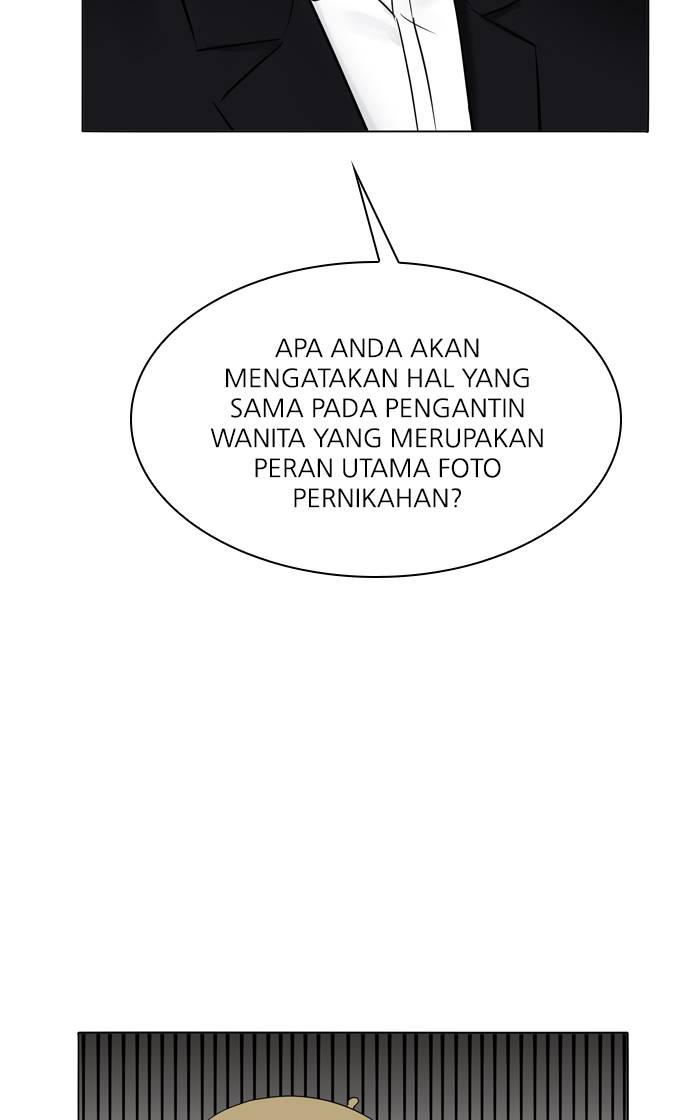 APA ANDA AKAN
MENGATAKAN HAL YANG
SAMA PADA PENGANTIN
WANITA YANG MERUPAKAN
PERAN UTAMA FOTO
PERNIKAHAN?